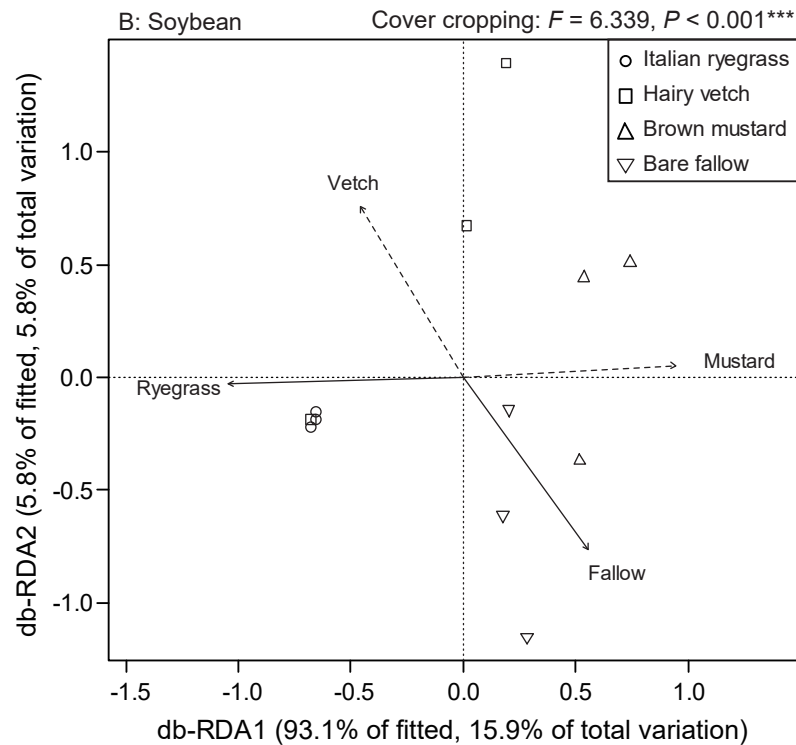 B: Soybean
Cover cropping: F = 6.339, P < 0.001***
Italian ryegrass
Hairy vetch
Brown mustard
Bare fallow
Vetch
Mustard
Ryegrass
Fallow
1.0
0.5
0.0
-0.5
-1.0
db-RDA2 (5.8% of fitted, 5.8% of total variation)
-1.5
-1.0
-0.5
0.0
0.5
1.0
db-RDA1 (93.1% of fitted, 15.9% of total variation)